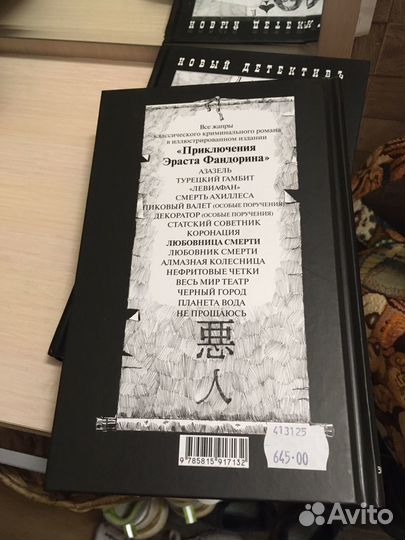 НОВЫЙ ДЕТЕКТИВЪ
Все жанры
классического криминального романа
в иллюстрированном издании
«Приключения
Эраста Фандорина»
АЗАЗЕЛЬ
ТУРЕЦКИЙ ГАМБИТ
«ЛЕВИАФАН»
СМЕРТЬ АХИЛЛЕСА
ПИКОВЫЙ ВАЛЕТ (ОСОБЫЕ ПОРУЧЕНИЯ)
ДЕКОРАТОР (ОСОБЫЕ ПОРУЧЕНИЯ)
СТАТСКИЙ СОВЕТНИК
КОРОНАЦИЯ
ЛЮБОВНИЦА СМЕРТИ
ЛЮБОВНИК СМЕРТИ
АЛМАЗНАЯ КОЛЕСНИЦА
НЕФРИТОВЫЕ ЧЕТКИ
ВЕСЬ МИР ТЕАТР
ЧЕРНЫЙ ГОРОД
ПЛАНЕТА ВОДА
НЕ ПРОЩАЮСЬ
悪
人
413125
645-00
9 785815 917132
Avito